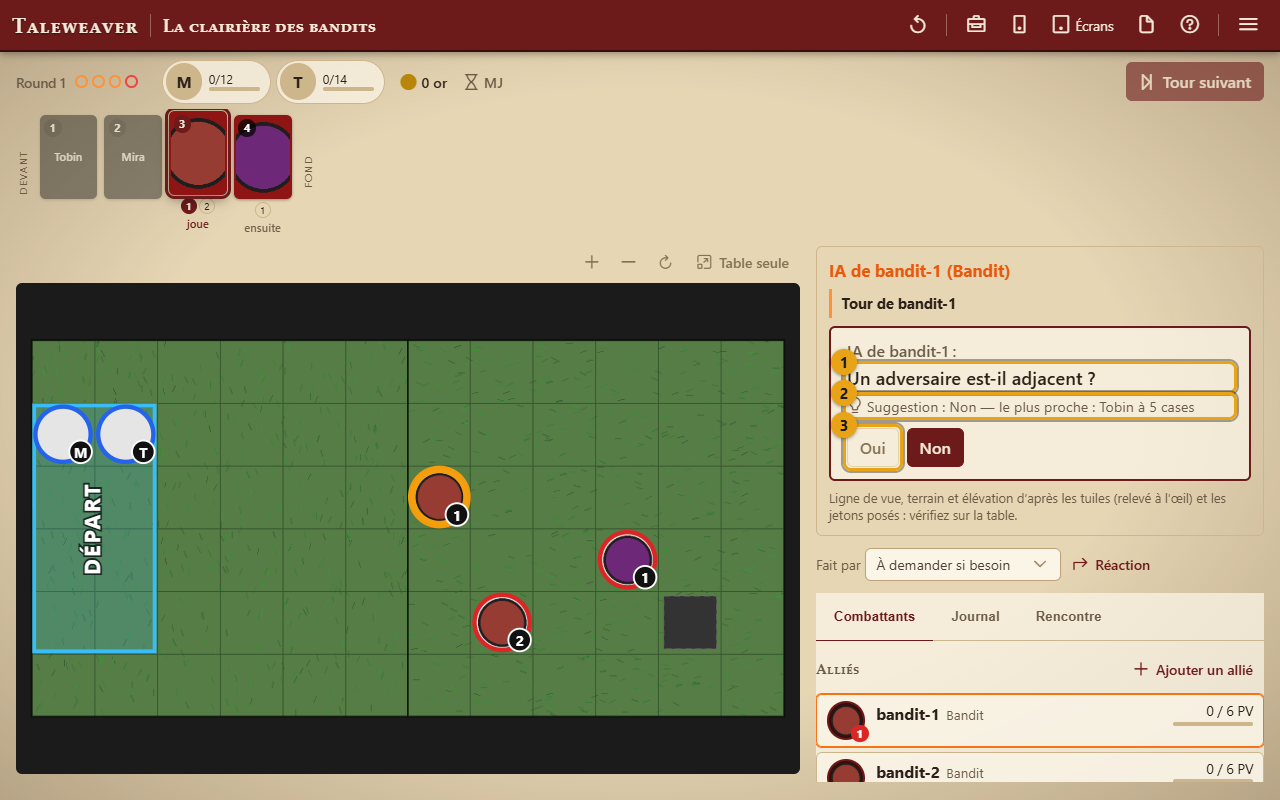 Taleweaver La clairière des bandits Écrans
Round 1 M 0/12 T 0/14 0 or MJ Tour suivant
DEVANT 1 Tobin 2 Mira 3 4 FOND
1 2 1
joue ensuite
Table seule
IA de bandit-1 (Bandit)
Tour de bandit-1
IA de bandit-1 :
1 Un adversaire est-il adjacent ?
2 Suggestion : Non — le plus proche : Tobin à 5 cases
3 Oui Non
Ligne de vue, terrain et élévation d'après les tuiles (relevé à l'œil) et les
jetons posés : vérifiez sur la table.
M T
DÉPART
1
1
2
Fait par À demander si besoin Réaction
Combattants Journal Rencontre
Alliés Ajouter un allié
bandit-1 Bandit 0 / 6 PV
1
bandit-2 Bandit 0 / 6 PV